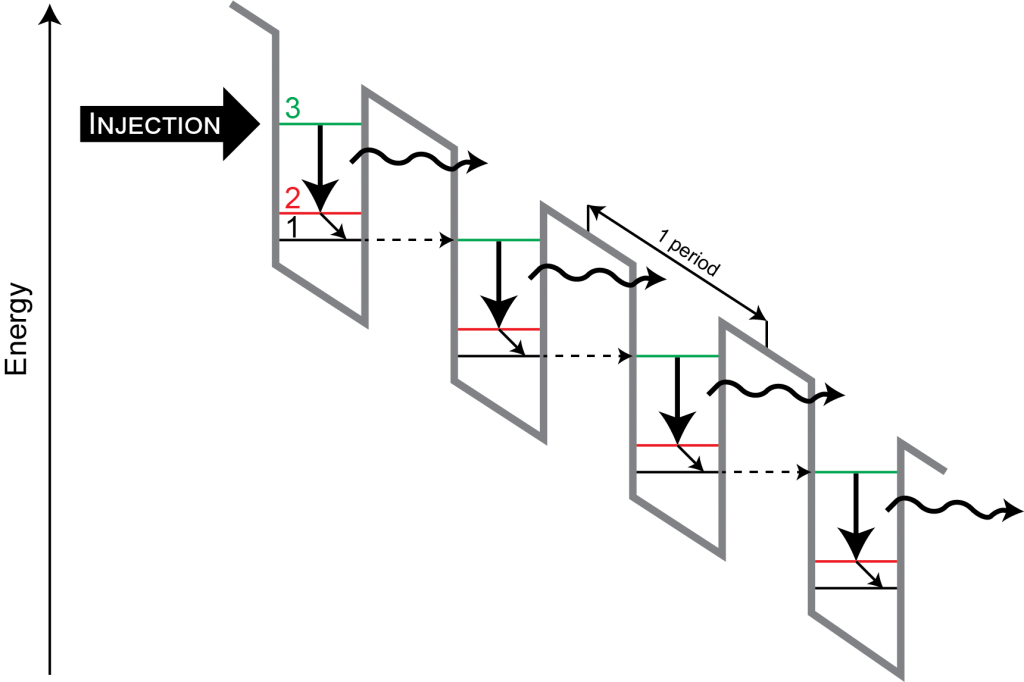 3
INJECTION
2
1
1 period
Energy